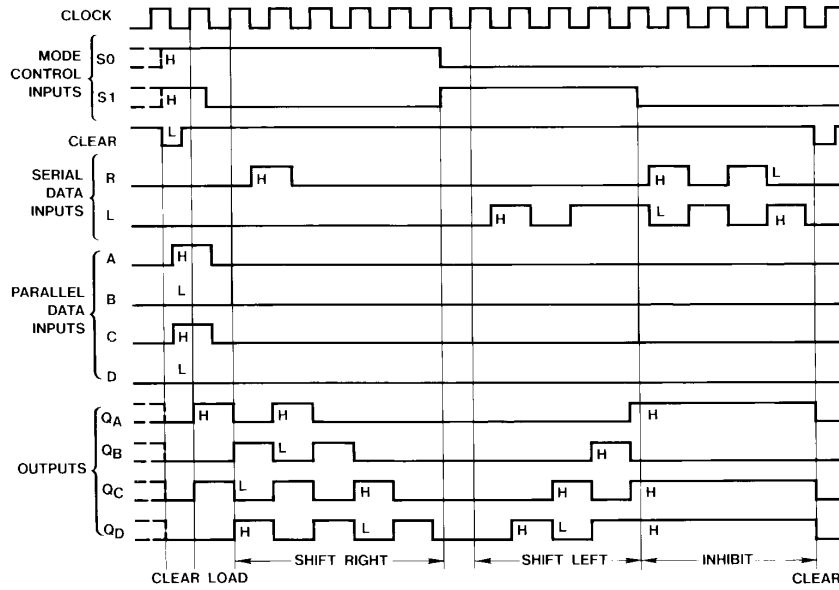 CLOCK
MODE CONTROL INPUTS
S0
H
S1
H
CLEAR
L
SERIAL DATA INPUTS
R
H
H
L
L
H
L
H
PARALLEL DATA INPUTS
A
H
B
L
C
H
D
L
OUTPUTS
QA
H
H
H
QB
L
H
QC
L
H
H
H
QD
H
L
H
L
H
SHIFT RIGHT
SHIFT LEFT
INHIBIT
CLEAR LOAD
CLEAR